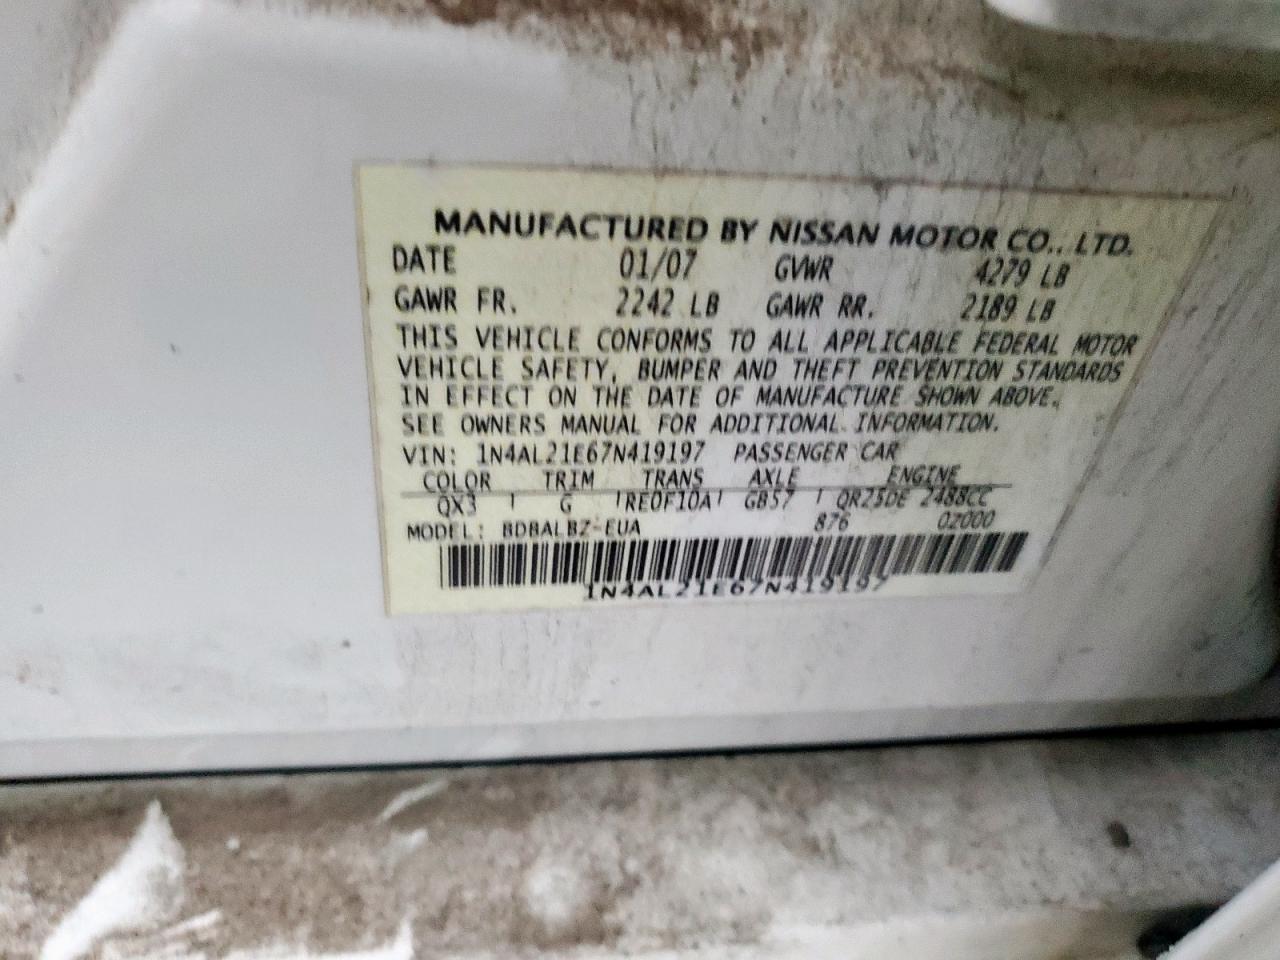 MANUFACTURED BY NISSAN MOTOR CO., LTD.
DATE 01/07 GVWR 4279 LB
GAWR FR. 2242 LB GAWR RR. 2189 LB
THIS VEHICLE CONFORMS TO ALL APPLICABLE FEDERAL MOTOR
VEHICLE SAFETY, BUMPER AND THEFT PREVENTION STANDARDS
IN EFFECT ON THE DATE OF MANUFACTURE SHOWN ABOVE.
SEE OWNERS MANUAL FOR ADDITIONAL INFORMATION.
VIN: 1N4AL21E67N419197 PASSENGER CAR
COLOR TRIM TRANS AXLE ENGINE
QX3 G RE0F10A GB57 QR25DE 2488CC
MODEL: BDBALBZ-EUA 876 0Z000
1N4AL21E67N419197